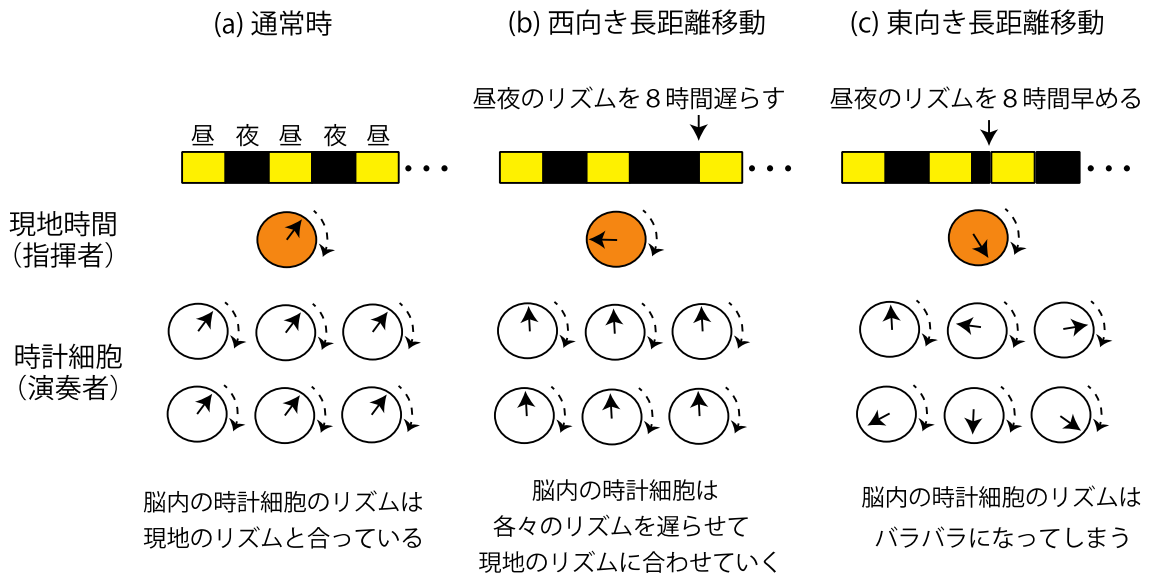 (a) 通常時
(b) 西向き長距離移動
(c) 東向き長距離移動
昼夜のリズムを８時間遅らす
昼夜のリズムを８時間早める
昼 夜 昼 夜 昼
・・・
・・・
・・・
現地時間
（指揮者）
時計細胞
（演奏者）
脳内の時計細胞のリズムは
現地のリズムと合っている
脳内の時計細胞は
各々のリズムを遅らせて
現地のリズムに合わせていく
脳内の時計細胞のリズムは
バラバラになってしまう